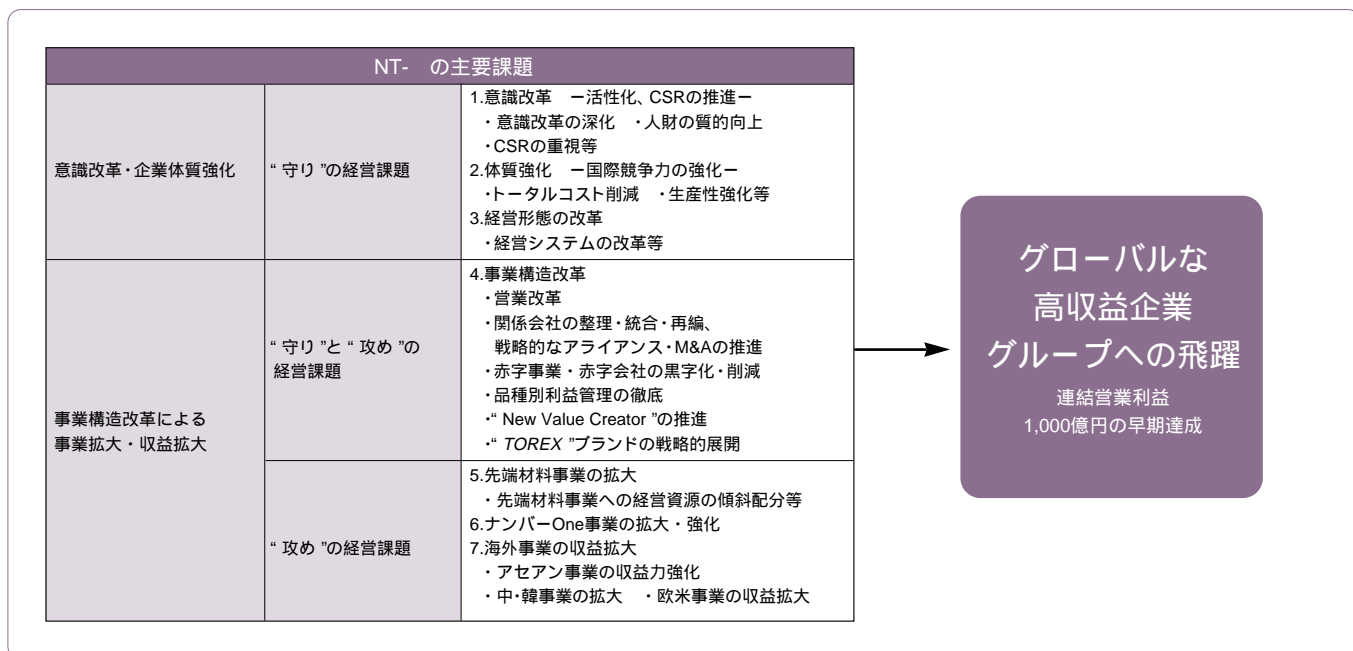 NT-　の主要課題
意識改革・企業体質強化
“守り”の経営課題
1.意識改革　ー活性化、CSRの推進ー
・意識改革の深化　・人財の質的向上
・CSRの重視等
2.体質強化　ー国際競争力の強化ー
・トータルコスト削減　・生産性強化等
3.経営形態の改革
・経営システムの改革等
事業構造改革による
事業拡大・収益拡大
“守り”と“攻め”の
経営課題
4.事業構造改革
・営業改革
・関係会社の整理・統合・再編、
戦略的なアライアンス・M&Aの推進
・赤字事業・赤字会社の黒字化・削減
・品種別利益管理の徹底
・“New Value Creator”の推進
・“TOREX”ブランドの戦略的展開
“攻め”の経営課題
5.先端材料事業の拡大
・先端材料事業への経営資源の傾斜配分等
6.ナンバーOne事業の拡大・強化
7.海外事業の収益拡大
・アセアン事業の収益力強化
・中・韓事業の拡大　・欧米事業の収益拡大
グローバルな
高収益企業
グループへの飛躍
連結営業利益
1,000億円の早期達成